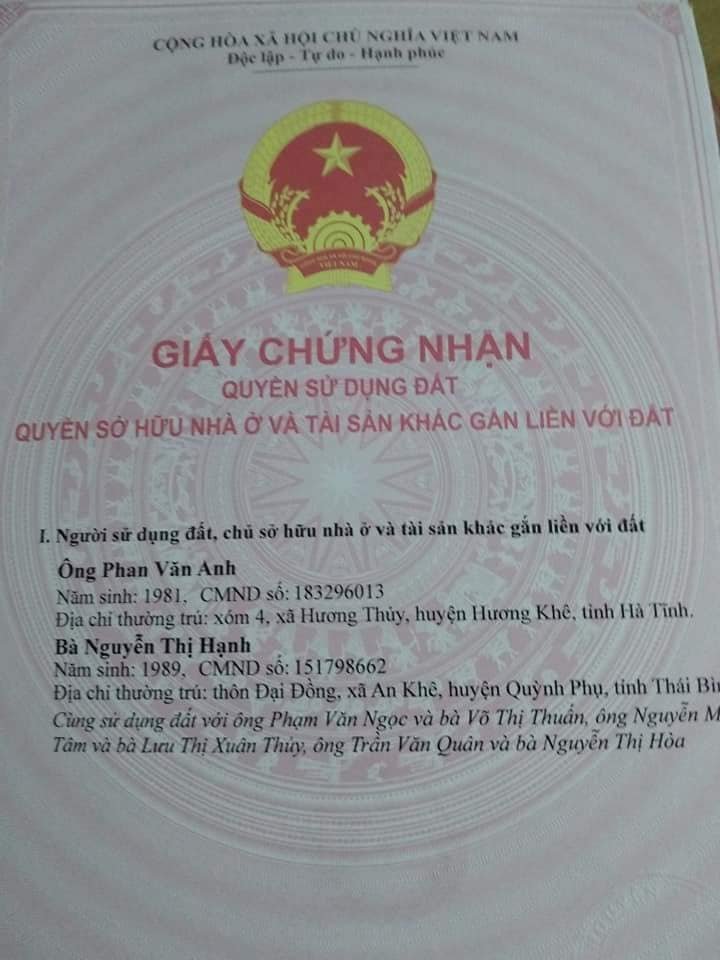 CỘNG HÒA XÃ HỘI CHỦ NGHĨA VIỆT NAM
Độc lập - Tự do - Hạnh phúc
VIỆT NAM
GIẤY CHỨNG NHẬN
QUYỀN SỬ DỤNG ĐẤT
QUYỀN SỞ HỮU NHÀ Ở VÀ TÀI SẢN KHÁC GẮN LIỀN VỚI ĐẤT
I. Người sử dụng đất, chủ sở hữu nhà ở và tài sản khác gắn liền với đất
Ông Phan Văn Anh
Năm sinh: 1981, CMND số: 183296013
Địa chỉ thường trú: xóm 4, xã Hương Thủy, huyện Hương Khê, tỉnh Hà Tĩnh.
Bà Nguyễn Thị Hạnh
Năm sinh: 1989, CMND số: 151798662
Địa chỉ thường trú: thôn Đại Đồng, xã An Khê, huyện Quỳnh Phụ, tỉnh Thái
Cùng sử dụng đất với ông Phạm Văn Ngọc và bà Võ Thị Thuấn, ông Nguyễn
Tâm và bà Lưu Thị Xuân Thủy, ông Trần Văn Quân và bà Nguyễn Thị Hòa